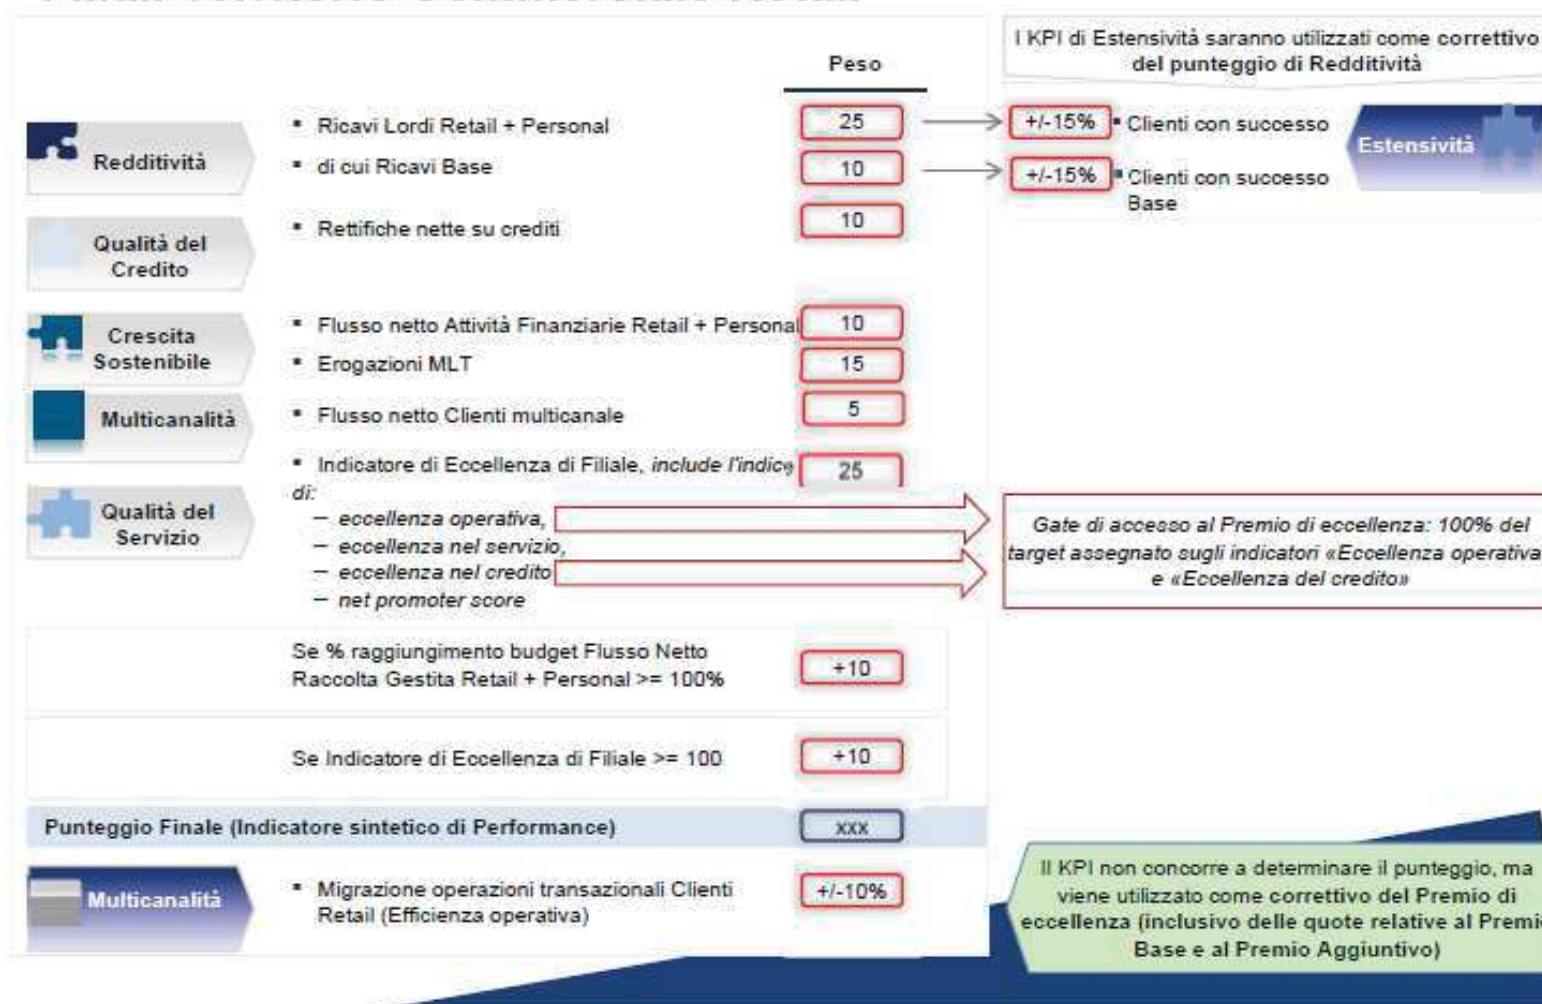 I KPI di Estensività saranno utilizzati come correttivo
del punteggio di Redditività
Peso
Redditività
▪ Ricavi Lordi Retail + Personal
25
+/-15%
▪ Clienti con successo
Estensività
▪ di cui Ricavi Base
10
+/-15%
▪ Clienti con successo
Base
Qualità del
Credito
▪ Rettifiche nette su crediti
10
Crescita
Sostenibile
▪ Flusso netto Attività Finanziarie Retail + Personal
10
▪ Erogazioni MLT
15
Multicanalità
▪ Flusso netto Clienti multicanale
5
Qualità del
Servizio
▪ Indicatore di Eccellenza di Filiale, include l'indice
di:
25
– eccellenza operativa,
– eccellenza nel servizio,
– eccellenza nel credito
– net promoter score
Gate di accesso al Premio di eccellenza: 100% del
target assegnato sugli indicatori «Eccellenza operativa
e «Eccellenza del credito»
Se % raggiungimento budget Flusso Netto
Raccolta Gestita Retail + Personal >= 100%
+10
Se Indicatore di Eccellenza di Filiale >= 100
+10
Punteggio Finale (Indicatore sintetico di Performance)
xxx
Multicanalità
▪ Migrazione operazioni transazionali Clienti
Retail (Efficienza operativa)
+/-10%
Il KPI non concorre a determinare il punteggio, ma
viene utilizzato come correttivo del Premio di
eccellenza (inclusivo delle quote relative al Premi
Base e al Premio Aggiuntivo)